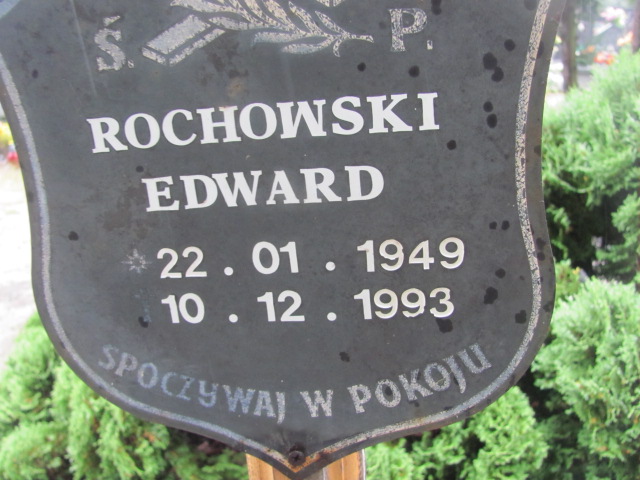 Ś. P.
ROCHOWSKI
EDWARD
* 22 . 01 . 1949
10 . 12 . 1993
SPOCZYWAJ W POKOJU